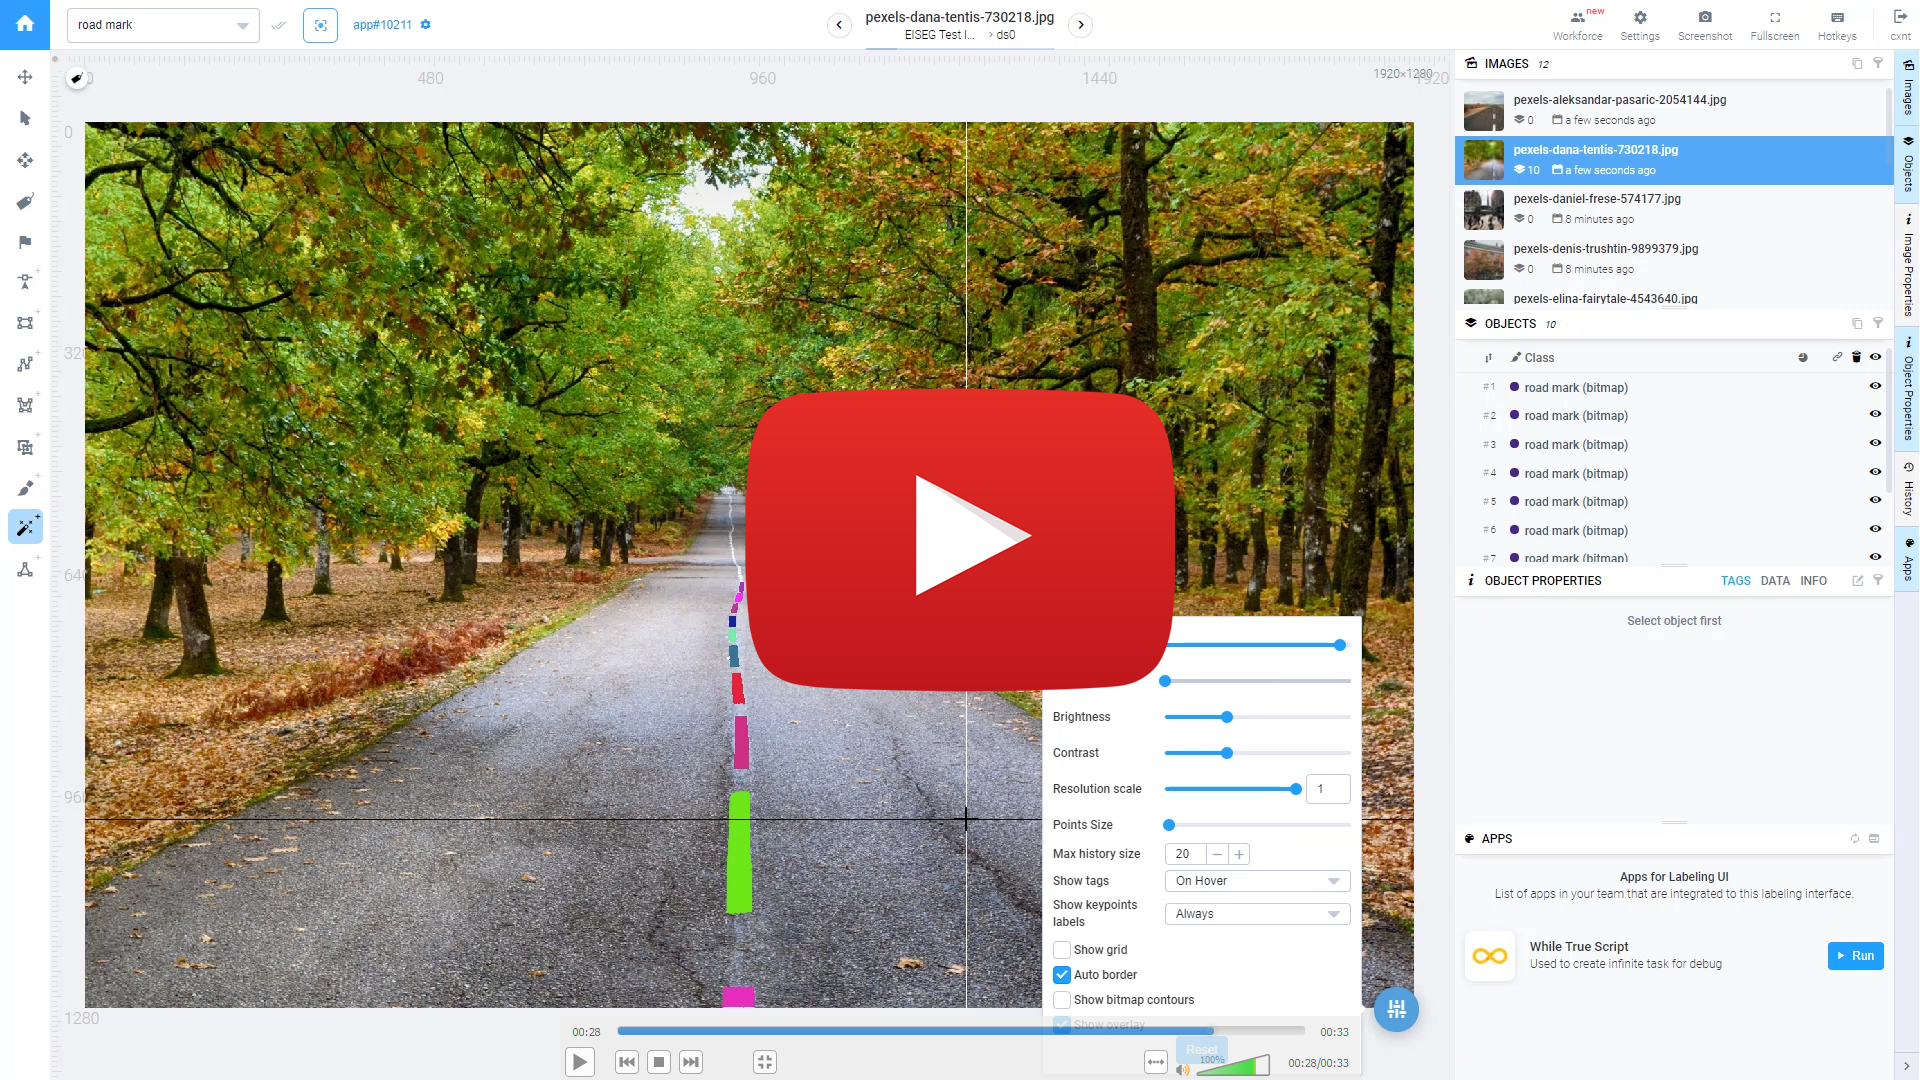 road mark
app#10211
pexels-dana-tentis-730218.jpg
EISEG Test I... > ds0
new
Workforce
Settings
Screenshot
Fullscreen
Hotkeys
cxnt
480
960
1440
1920×1280
1920
0
320
640
960
1280
IMAGES 12
pexels-aleksandar-pasaric-2054144.jpg
0 a few seconds ago
pexels-dana-tentis-730218.jpg
10 a few seconds ago
pexels-daniel-frese-574177.jpg
0 8 minutes ago
pexels-denis-trushtin-9899379.jpg
0 8 minutes ago
pexels-elina-fairytale-4543640.jpg
OBJECTS 10
Class
#1 road mark (bitmap)
#2 road mark (bitmap)
#3 road mark (bitmap)
#4 road mark (bitmap)
#5 road mark (bitmap)
#6 road mark (bitmap)
#7 road mark (bitmap)
OBJECT PROPERTIES TAGS DATA INFO
Select object first
APPS
Apps for Labeling UI
List of apps in your team that are integrated to this labeling interface.
While True Script
Used to create infinite task for debug
Run
Images
Objects
Image Properties
Object Properties
History
Apps
Brightness
Contrast
Resolution scale 1
Points Size
Max history size 20
Show tags On Hover
Show keypoints
labels
Always
Show grid
Auto border
Show bitmap contours
Show overlay
Reset
00:28
00:33
100%
00:28/00:33